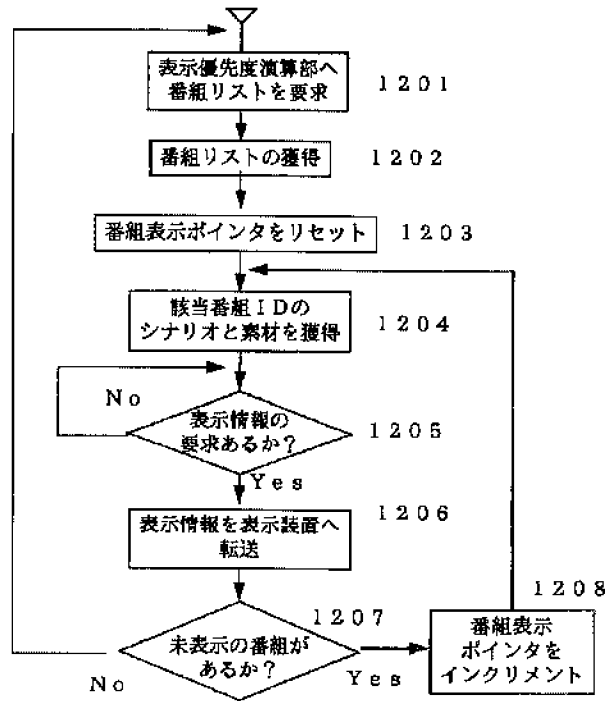 表示優先度演算部へ
番組リストを要求
１２０１
番組リストの獲得
１２０２
番組表示ポインタをリセット
１２０３
該当番組ＩＤの
シナリオと素材を獲得
１２０４
Ｎｏ
表示情報の
要求あるか？
１２０５
Ｙｅｓ
表示情報を表示装置へ
転送
１２０６
１２０７
未表示の番組が
あるか？
Ｎｏ
Ｙｅｓ
１２０８
番組表示
ポインタを
インクリメント